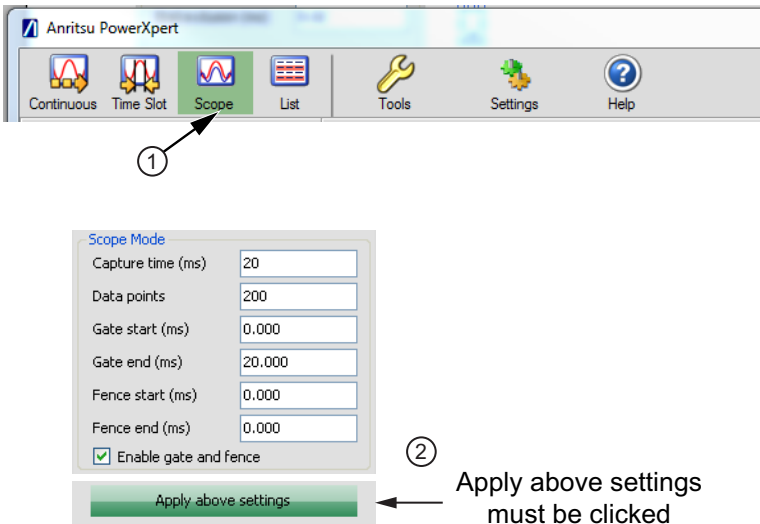 Anritsu PowerXpert
Continuous Time Slot Scope List Tools Settings Help
1
Scope Mode
Capture time (ms) 20
Data points 200
Gate start (ms) 0.000
Gate end (ms) 20.000
Fence start (ms) 0.000
Fence end (ms) 0.000
Enable gate and fence
2
Apply above settings
Apply above settings
must be clicked